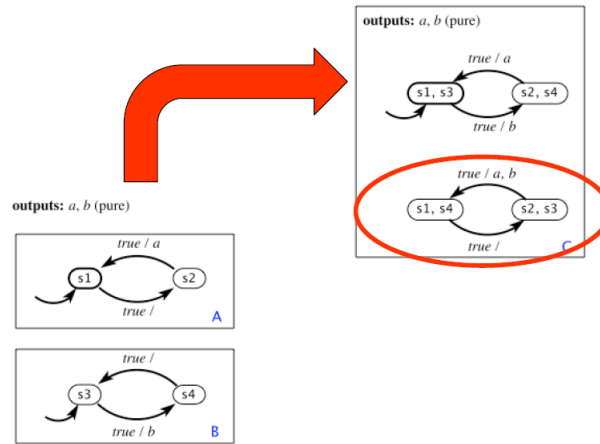 outputs: a, b (pure)
true / a
s1, s3
s2, s4
true / b
true / a, b
s1, s4
s2, s3
true /
C
outputs: a, b (pure)
true / a
s1
s2
true /
A
true /
s3
s4
true / b
B